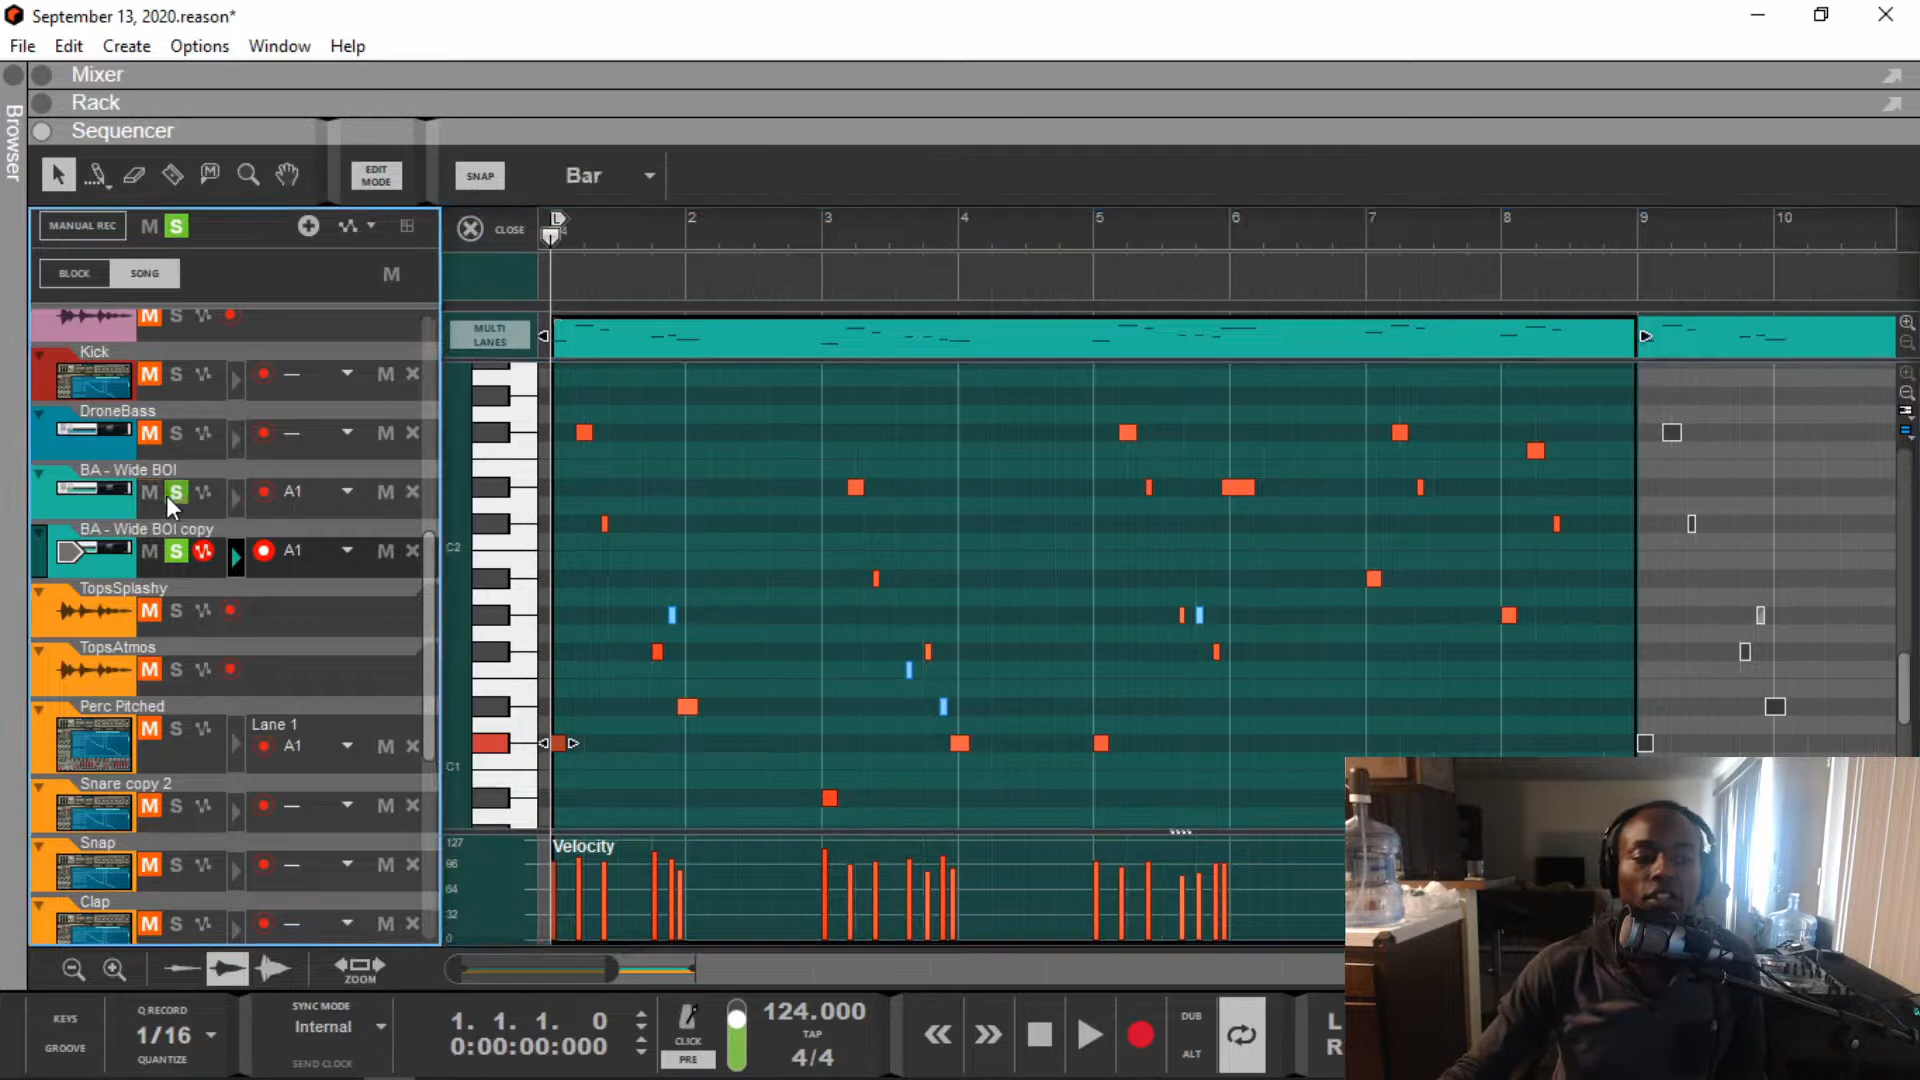 September 13, 2020.reason*
File Edit Create Options Window Help
Browser
Mixer
Rack
Sequencer
EDIT MODE
SNAP
Bar
MANUAL REC M S
BLOCK SONG M
CLOSE
L 2 3 4 5 6 7 8 9 10
MULTI LANES
M S
Kick
M S — M
DroneBass
M S — M
BA - Wide BOI
M S A1 M
BA - Wide BOI copy
M S A1 M
TopsSplashy
M S
TopsAtmos
M S
Perc Pitched
Lane 1
M S A1 M
Snare copy 2
M S — M
Snap
M S — M
Clap
M S — M
C2
C1
Velocity
127
96
64
32
0
ZOOM
KEYS
GROOVE
Q RECORD
1/16
QUANTIZE
SYNC MODE
Internal
SEND CLOCK
1. 1. 1. 0
0:00:00:000
CLICK
PRE
124.000
TAP
4/4
DUB
ALT
L
R